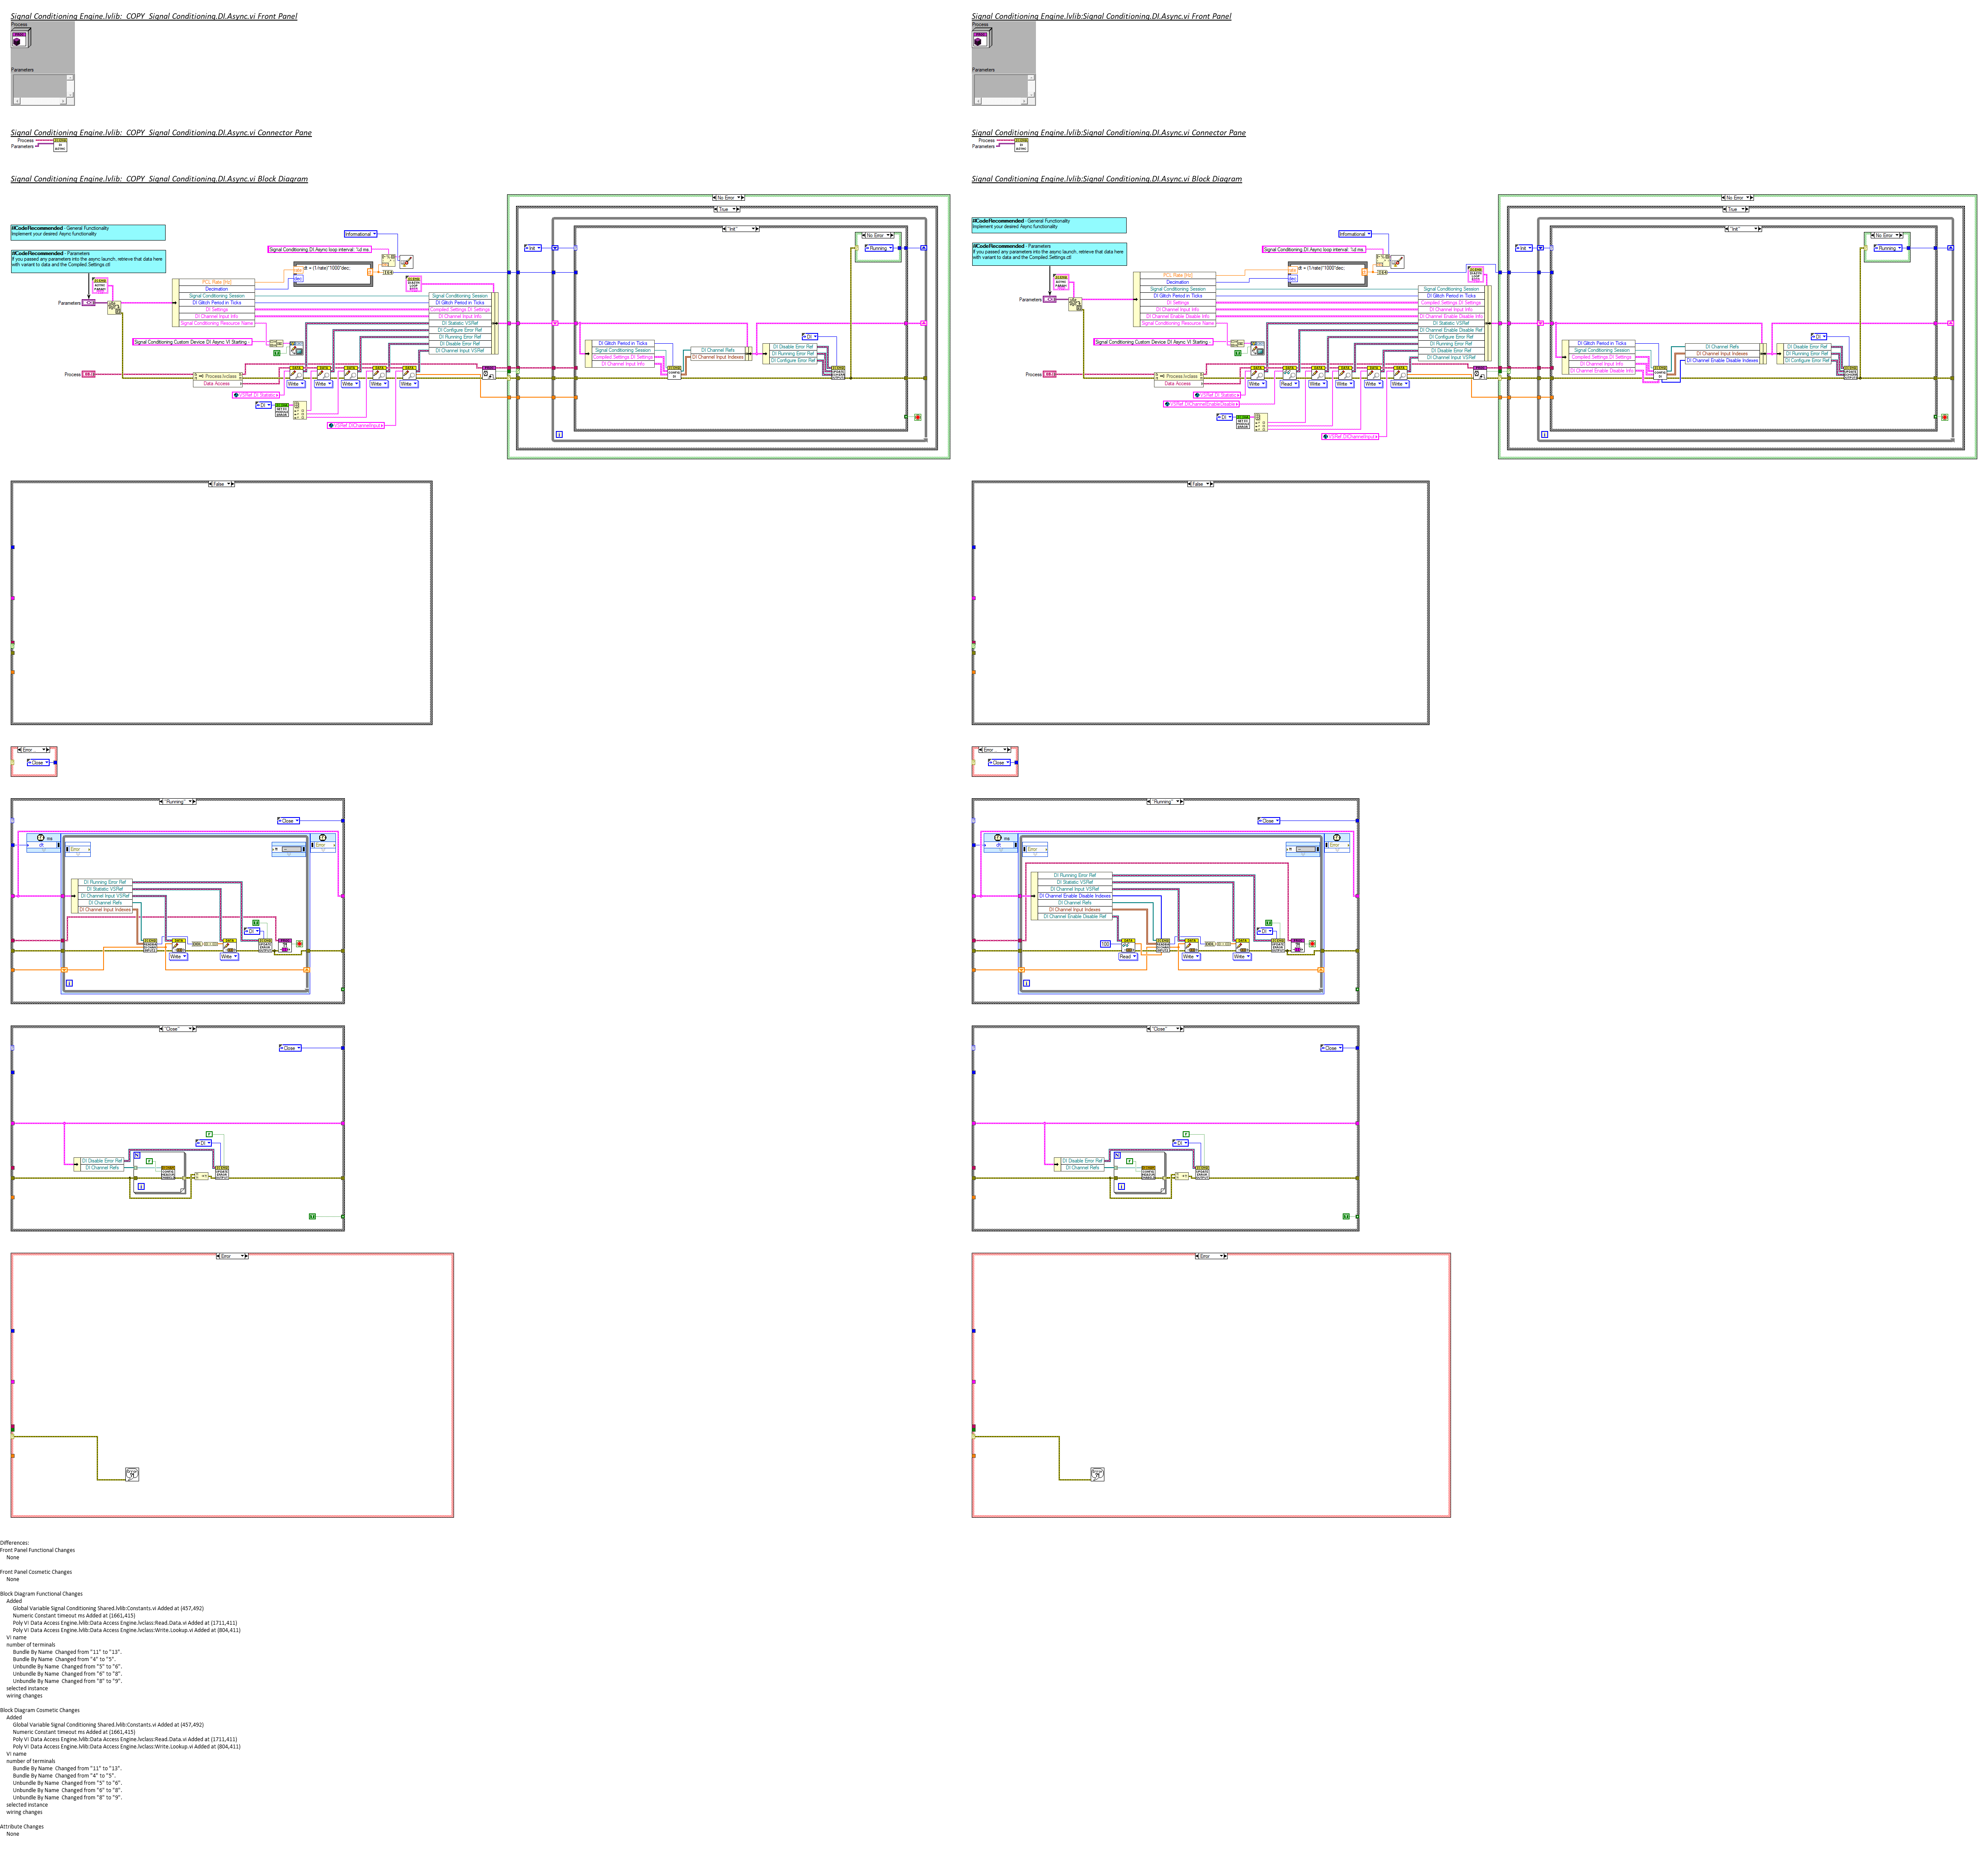 Signal Conditioning Engine.lvlib:_COPY_Signal Conditioning.DI.Async.vi Front Panel
Process
Parameters
Signal Conditioning Engine.lvlib:_COPY_Signal Conditioning.DI.Async.vi Connector Pane
Process
Parameters
Signal Conditioning Engine.lvlib:_COPY_Signal Conditioning.DI.Async.vi Block Diagram
No Error
True
"Init"
#CodeRecommended - General Functionality
Implement your desired Async functionality
#CodeRecommended - Parameters
If you passed any parameters into the async launch, retrieve that data here
with variant to data and the Compiled.Settings.ctl
Informational
Signal Conditioning DI Async loop interval: %d ms.
dt = (1/rate)*1000*dec;
Init
No Error
Running
Parameters
PCL Rate [Hz]
Decimation
Signal Conditioning Session
DI Glitch Period in Ticks
DI Settings
DI Channel Input Info
Signal Conditioning Resource Name
Signal Conditioning Session
DI Glitch Period in Ticks
Compiled Settings DI Settings
DI Channel Input Info
DI Statistic VSRef
DI Configure Error Ref
DI Running Error Ref
DI Disable Error Ref
DI Channel Input VSRef
Signal Conditioning Custom Device DI Async VI Starting -
DI Glitch Period in Ticks
Signal Conditioning Session
Compiled Settings DI Settings
DI Channel Input Info
DI Channel Refs
DI Channel Input Indexes
DI
DI Disable Error Ref
DI Running Error Ref
DI Configure Error Ref
Process
Process.lvclass
Data Access
Write
Write
Write
Write
Write
VSRef.DI Statistic
DI
VSRef.DIChannelInput
False
Error
Close
"Running"
Close
ms
dt
Error
Error
DI Running Error Ref
DI Statistic VSRef
DI Channel Input VSRef
DI Channel Refs
DI Channel Input Indexes
DI
Write
Write
"Close"
Close
DI
DI Disable Error Ref
DI Channel Refs
Error
Signal Conditioning Engine.lvlib:Signal Conditioning.DI.Async.vi Front Panel
Process
Parameters
Signal Conditioning Engine.lvlib:Signal Conditioning.DI.Async.vi Connector Pane
Process
Parameters
Signal Conditioning Engine.lvlib:Signal Conditioning.DI.Async.vi Block Diagram
No Error
True
"Init"
#CodeRecommended - General Functionality
Implement your desired Async functionality
#CodeRecommended - Parameters
If you passed any parameters into the async launch, retrieve that data here
with variant to data and the Compiled.Settings.ctl
Informational
Signal Conditioning DI Async loop interval: %d ms.
dt = (1/rate)*1000*dec;
Init
No Error
Running
Parameters
PCL Rate [Hz]
Decimation
Signal Conditioning Session
DI Glitch Period in Ticks
DI Settings
DI Channel Input Info
DI Channel Enable Disable Info
Signal Conditioning Resource Name
Signal Conditioning Session
DI Glitch Period in Ticks
Compiled Settings DI Settings
DI Channel Input Info
DI Channel Enable Disable Info
DI Statistic VSRef
DI Channel Enable Disable Ref
DI Configure Error Ref
DI Running Error Ref
DI Disable Error Ref
DI Channel Input VSRef
Signal Conditioning Custom Device DI Async VI Starting -
DI Glitch Period in Ticks
Signal Conditioning Session
Compiled Settings DI Settings
DI Channel Input Info
DI Channel Enable Disable Info
DI Channel Refs
DI Channel Input Indexes
DI Channel Enable Disable Indexes
DI
DI Disable Error Ref
DI Running Error Ref
DI Configure Error Ref
Process
Process.lvclass
Data Access
Write
Read
Write
Write
Write
Write
VSRef.DI Statistic
VSRef.DIChannelEnableDisable
DI
VSRef.DIChannelInput
False
Error
Close
"Running"
Close
ms
dt
Error
Error
DI Running Error Ref
DI Statistic VSRef
DI Channel Input VSRef
DI Channel Enable Disable Indexes
DI Channel Refs
DI Channel Input Indexes
DI Channel Enable Disable Ref
DI
100
Read
Write
Write
"Close"
Close
DI
DI Disable Error Ref
DI Channel Refs
Error
Differences:
Front Panel Functional Changes
None
Front Panel Cosmetic Changes
None
Block Diagram Functional Changes
Added
Global Variable Signal Conditioning Shared.lvlib:Constants.vi Added at (457,492)
Numeric Constant timeout ms Added at (1661,415)
Poly VI Data Access Engine.lvlib:Data Access Engine.lvclass:Read.Data.vi Added at (1711,411)
Poly VI Data Access Engine.lvlib:Data Access Engine.lvclass:Write.Lookup.vi Added at (804,411)
VI name
number of terminals
Bundle By Name Changed from "11" to "13".
Bundle By Name Changed from "4" to "5".
Unbundle By Name Changed from "5" to "6".
Unbundle By Name Changed from "6" to "8".
Unbundle By Name Changed from "8" to "9".
selected instance
wiring changes
Block Diagram Cosmetic Changes
Added
Global Variable Signal Conditioning Shared.lvlib:Constants.vi Added at (457,492)
Numeric Constant timeout ms Added at (1661,415)
Poly VI Data Access Engine.lvlib:Data Access Engine.lvclass:Read.Data.vi Added at (1711,411)
Poly VI Data Access Engine.lvlib:Data Access Engine.lvclass:Write.Lookup.vi Added at (804,411)
VI name
number of terminals
Bundle By Name Changed from "11" to "13".
Bundle By Name Changed from "4" to "5".
Unbundle By Name Changed from "5" to "6".
Unbundle By Name Changed from "6" to "8".
Unbundle By Name Changed from "8" to "9".
selected instance
wiring changes
Attribute Changes
None